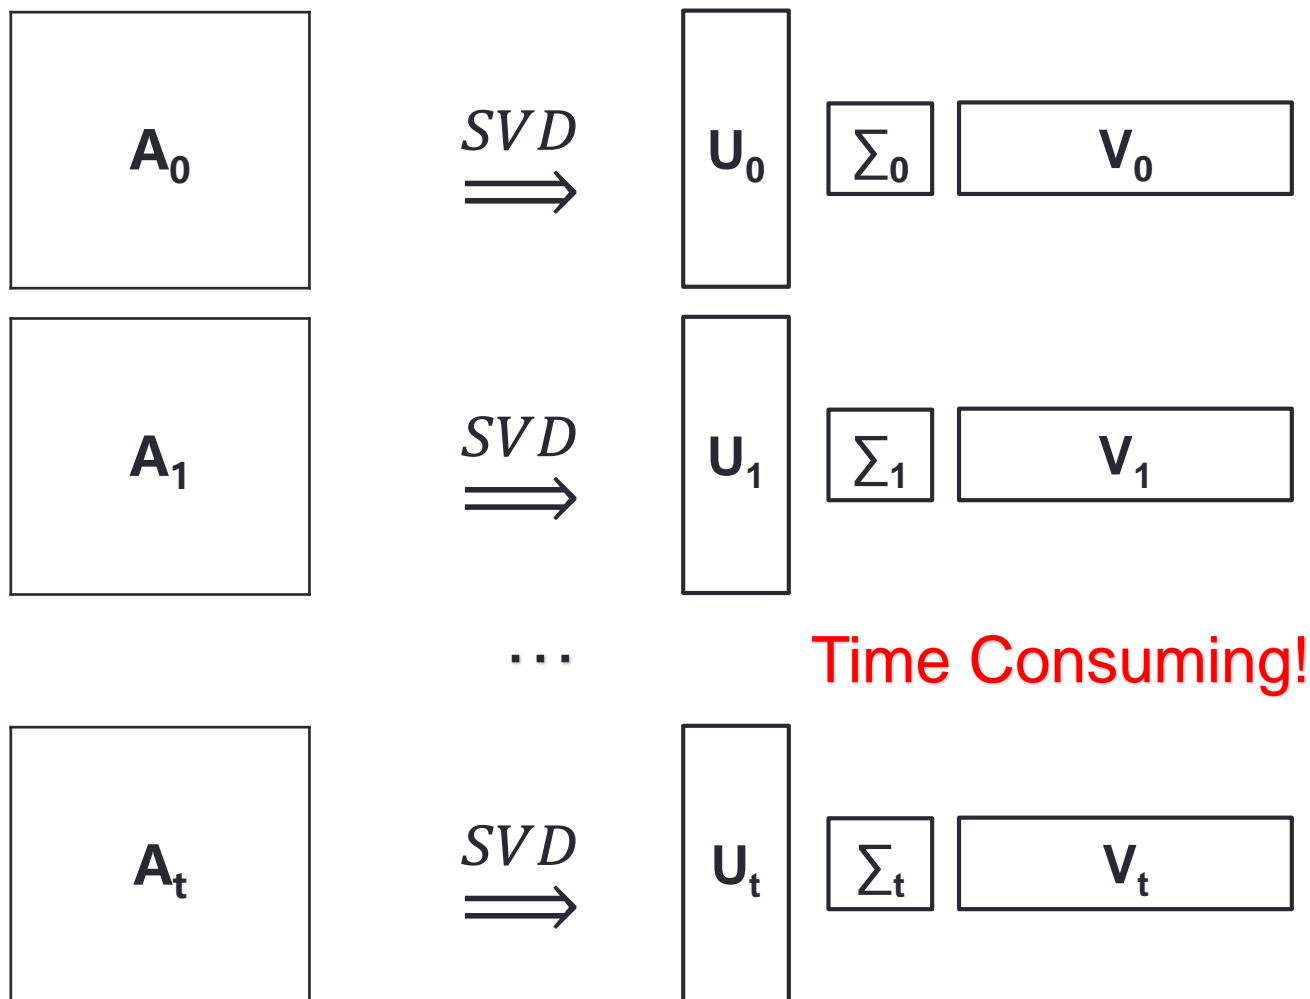 A₀ SVD U₀ ∑₀ V₀
A₁ SVD U₁ ∑₁ V₁
...
Time Consuming!
Aₜ SVD Uₜ ∑ₜ Vₜ